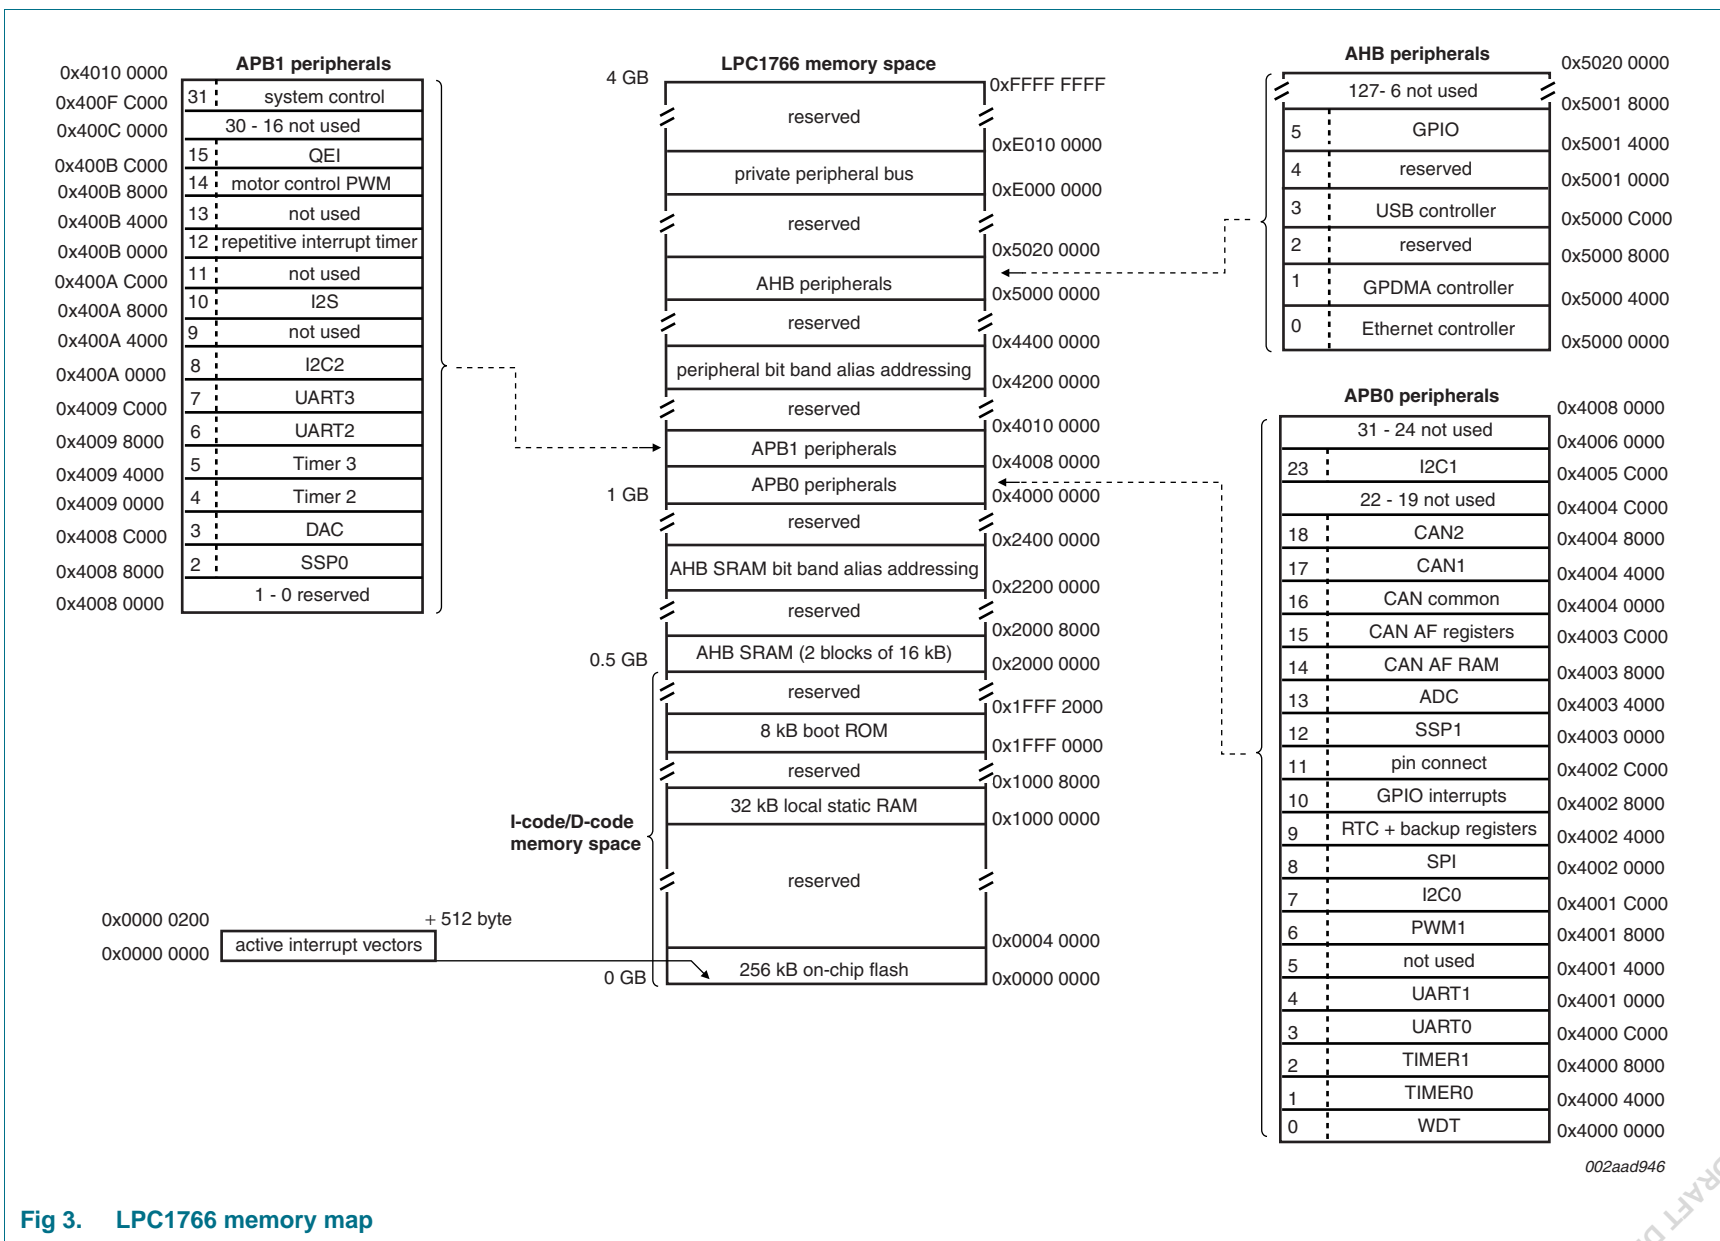 APB1 peripherals
0x4010 0000
31 system control
0x400F C000
30 - 16 not used
0x400C 0000
15 QEI
0x400B C000
14 motor control PWM
0x400B 8000
13 not used
0x400B 4000
12 repetitive interrupt timer
0x400B 0000
11 not used
0x400A C000
10 I2S
0x400A 8000
9 not used
0x400A 4000
8 I2C2
0x400A 0000
7 UART3
0x4009 C000
6 UART2
0x4009 8000
5 Timer 3
0x4009 4000
4 Timer 2
0x4009 0000
3 DAC
0x4008 C000
2 SSP0
0x4008 8000
1 - 0 reserved
0x4008 0000
LPC1766 memory space
4 GB
0xFFFF FFFF
reserved
0xE010 0000
private peripheral bus
0xE000 0000
reserved
0x5020 0000
AHB peripherals
0x5000 0000
reserved
0x4400 0000
peripheral bit band alias addressing
0x4200 0000
reserved
0x4010 0000
APB1 peripherals
0x4008 0000
APB0 peripherals
1 GB
0x4000 0000
reserved
0x2400 0000
AHB SRAM bit band alias addressing
0x2200 0000
reserved
0x2000 8000
AHB SRAM (2 blocks of 16 kB)
0.5 GB
0x2000 0000
reserved
0x1FFF 2000
8 kB boot ROM
0x1FFF 0000
reserved
0x1000 8000
32 kB local static RAM
0x1000 0000
I-code/D-code
memory space
reserved
0x0004 0000
256 kB on-chip flash
0 GB
0x0000 0000
0x0000 0200
+ 512 byte
active interrupt vectors
0x0000 0000
AHB peripherals
0x5020 0000
127- 6 not used
0x5001 8000
5 GPIO
0x5001 4000
4 reserved
0x5001 0000
3 USB controller
0x5000 C000
2 reserved
0x5000 8000
1 GPDMA controller
0x5000 4000
0 Ethernet controller
0x5000 0000
APB0 peripherals
0x4008 0000
31 - 24 not used
0x4006 0000
23 I2C1
0x4005 C000
22 - 19 not used
0x4004 C000
18 CAN2
0x4004 8000
17 CAN1
0x4004 4000
16 CAN common
0x4004 0000
15 CAN AF registers
0x4003 C000
14 CAN AF RAM
0x4003 8000
13 ADC
0x4003 4000
12 SSP1
0x4003 0000
11 pin connect
0x4002 C000
10 GPIO interrupts
0x4002 8000
9 RTC + backup registers
0x4002 4000
8 SPI
0x4002 0000
7 I2C0
0x4001 C000
6 PWM1
0x4001 8000
5 not used
0x4001 4000
4 UART1
0x4001 0000
3 UART0
0x4000 C000
2 TIMER1
0x4000 8000
1 TIMER0
0x4000 4000
0 WDT
0x4000 0000
002aad946
Fig 3. LPC1766 memory map